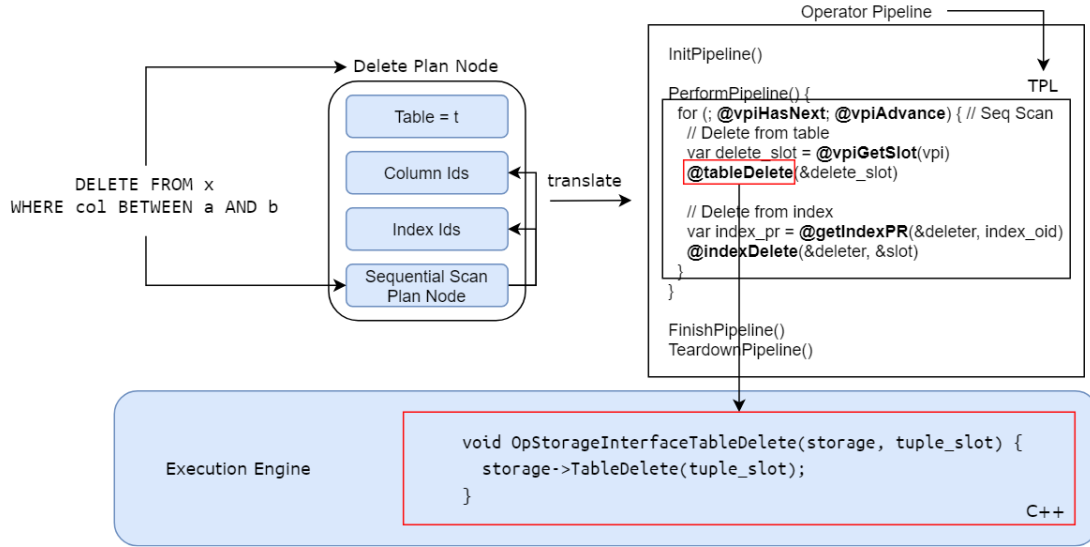 Operator Pipeline
Delete Plan Node
Table = t
Column Ids
Index Ids
Sequential Scan
Plan Node
DELETE FROM x
WHERE col BETWEEN a AND b
translate
TPL
InitPipeline()
PerformPipeline() {
for (; @vpiHasNext; @vpiAdvance) { // Seq Scan
// Delete from table
var delete_slot = @vpiGetSlot(vpi)
@tableDelete(&delete_slot)
// Delete from index
var index_pr = @getIndexPR(&deleter, index_oid)
@indexDelete(&deleter, &slot)
}
}
FinishPipeline()
TeardownPipeline()
Execution Engine
void OpStorageInterfaceTableDelete(storage, tuple_slot) {
storage->TableDelete(tuple_slot);
}
C++